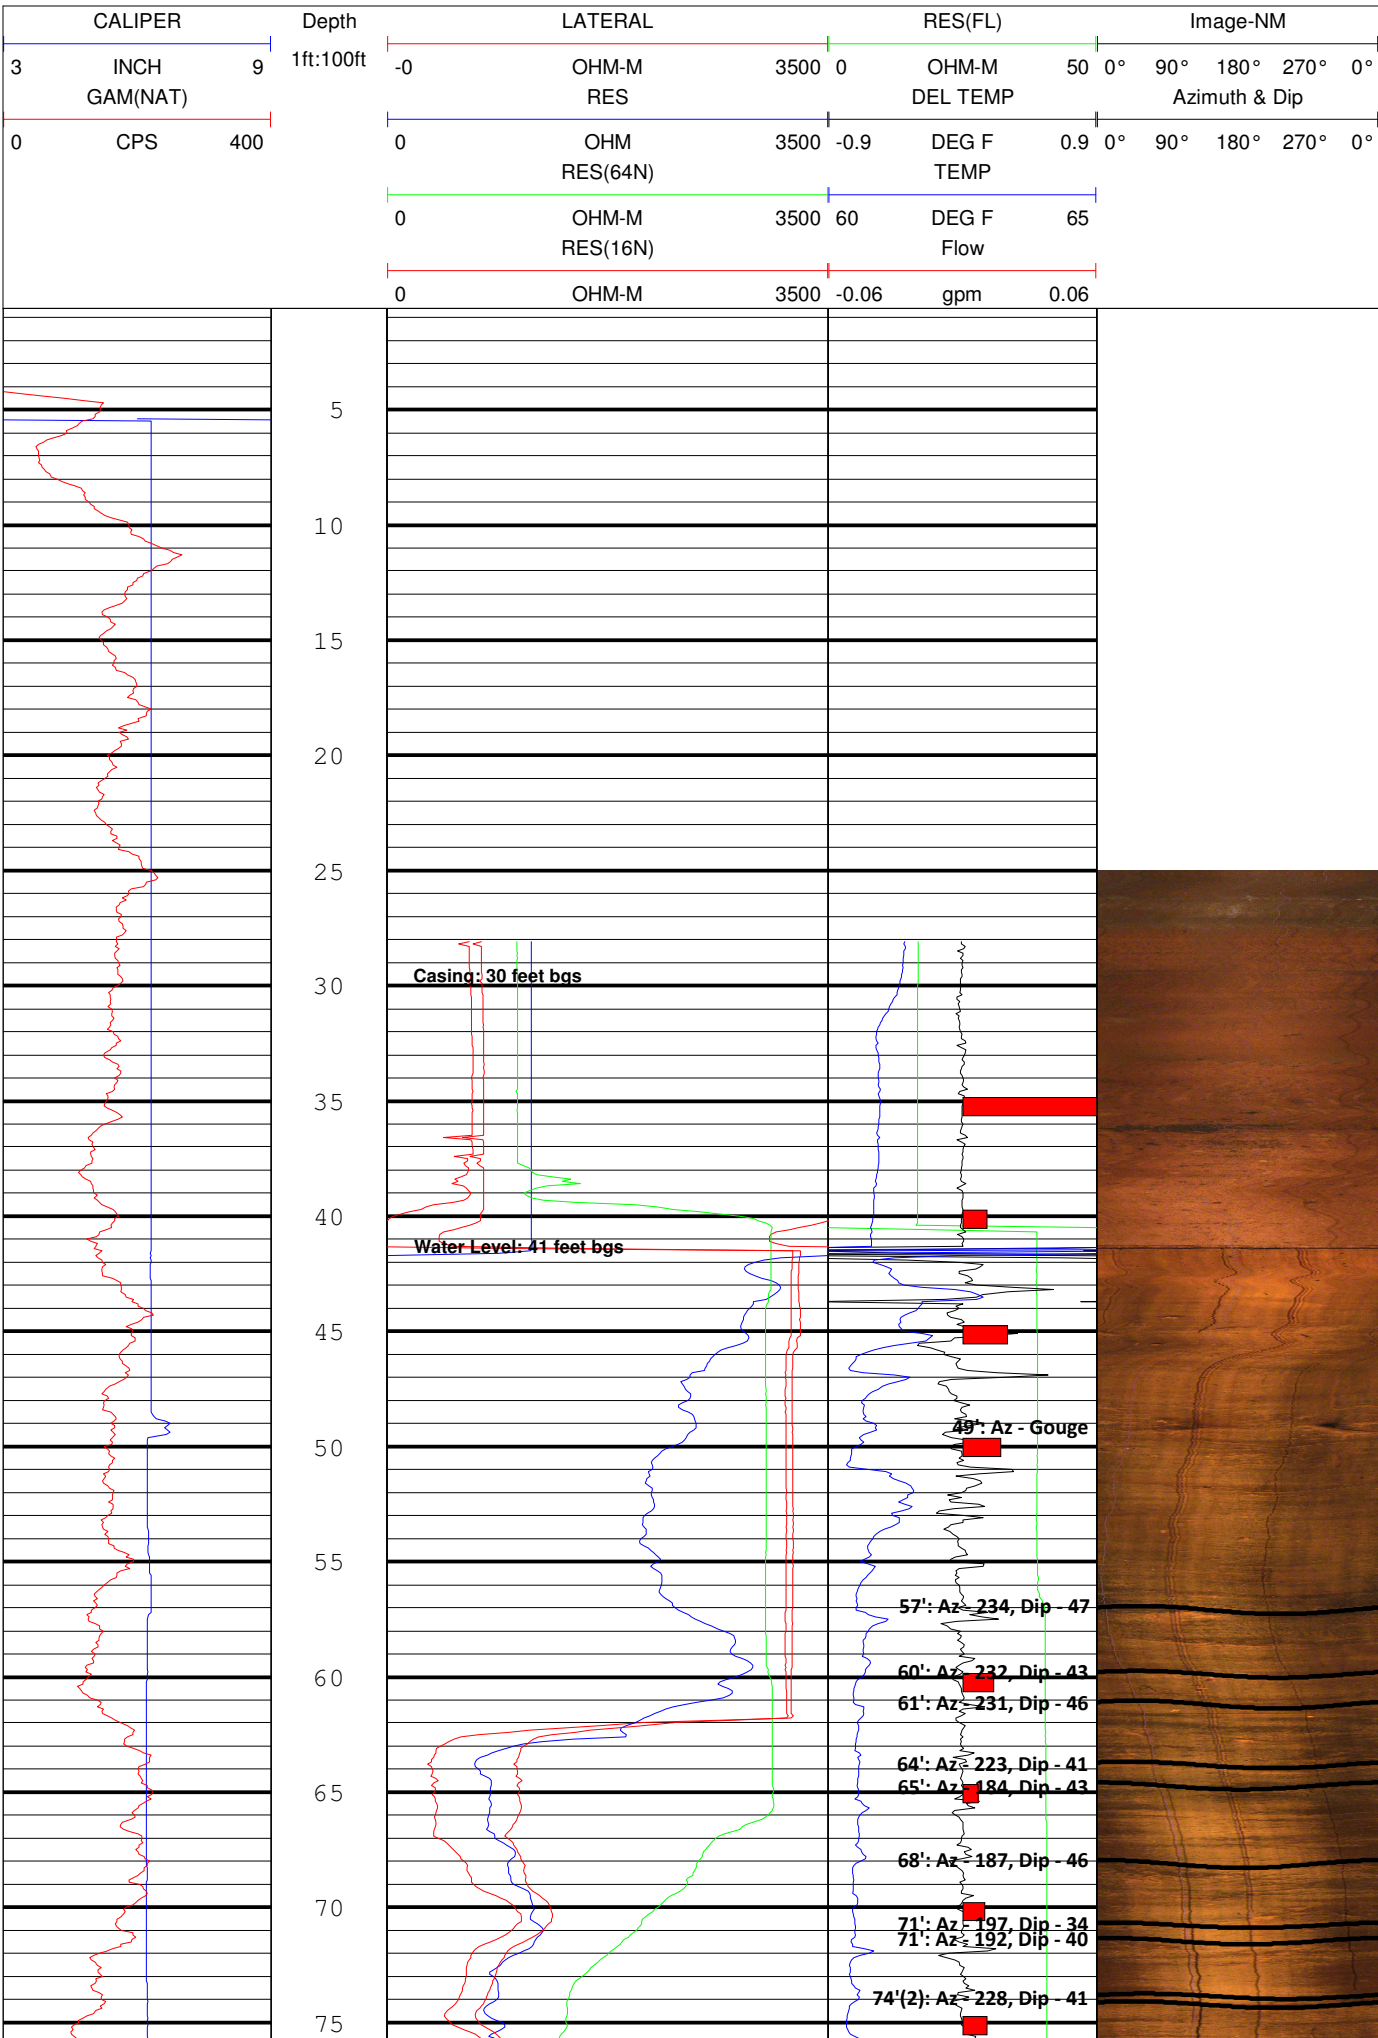 CALIPER Depth LATERAL RES(FL) Image-NM
1ft:100ft
3 INCH 9 -0 OHM-M 3500 0 OHM-M 50 0° 90° 180° 270° 0°
GAM(NAT) RES DEL TEMP Azimuth & Dip
0 CPS 400 0 OHM 3500 -0.9 DEG F 0.9 0° 90° 180° 270° 0°
RES(64N) TEMP
0 OHM-M 3500 60 DEG F 65
RES(16N) Flow
0 OHM-M 3500 -0.06 gpm 0.06
5
10
15
20
25
Casing: 30 feet bgs
30
35
40
Water Level: 41 feet bgs
45
49': Az - Gouge
50
55
57': Az - 234, Dip - 47
60': Az - 232, Dip - 43
60
61': Az - 231, Dip - 46
64': Az - 223, Dip - 41
65': Az - 184, Dip - 43
65
68': Az - 187, Dip - 46
70
71': Az - 197, Dip - 34
71': Az - 192, Dip - 40
74'(2): Az - 228, Dip - 41
75